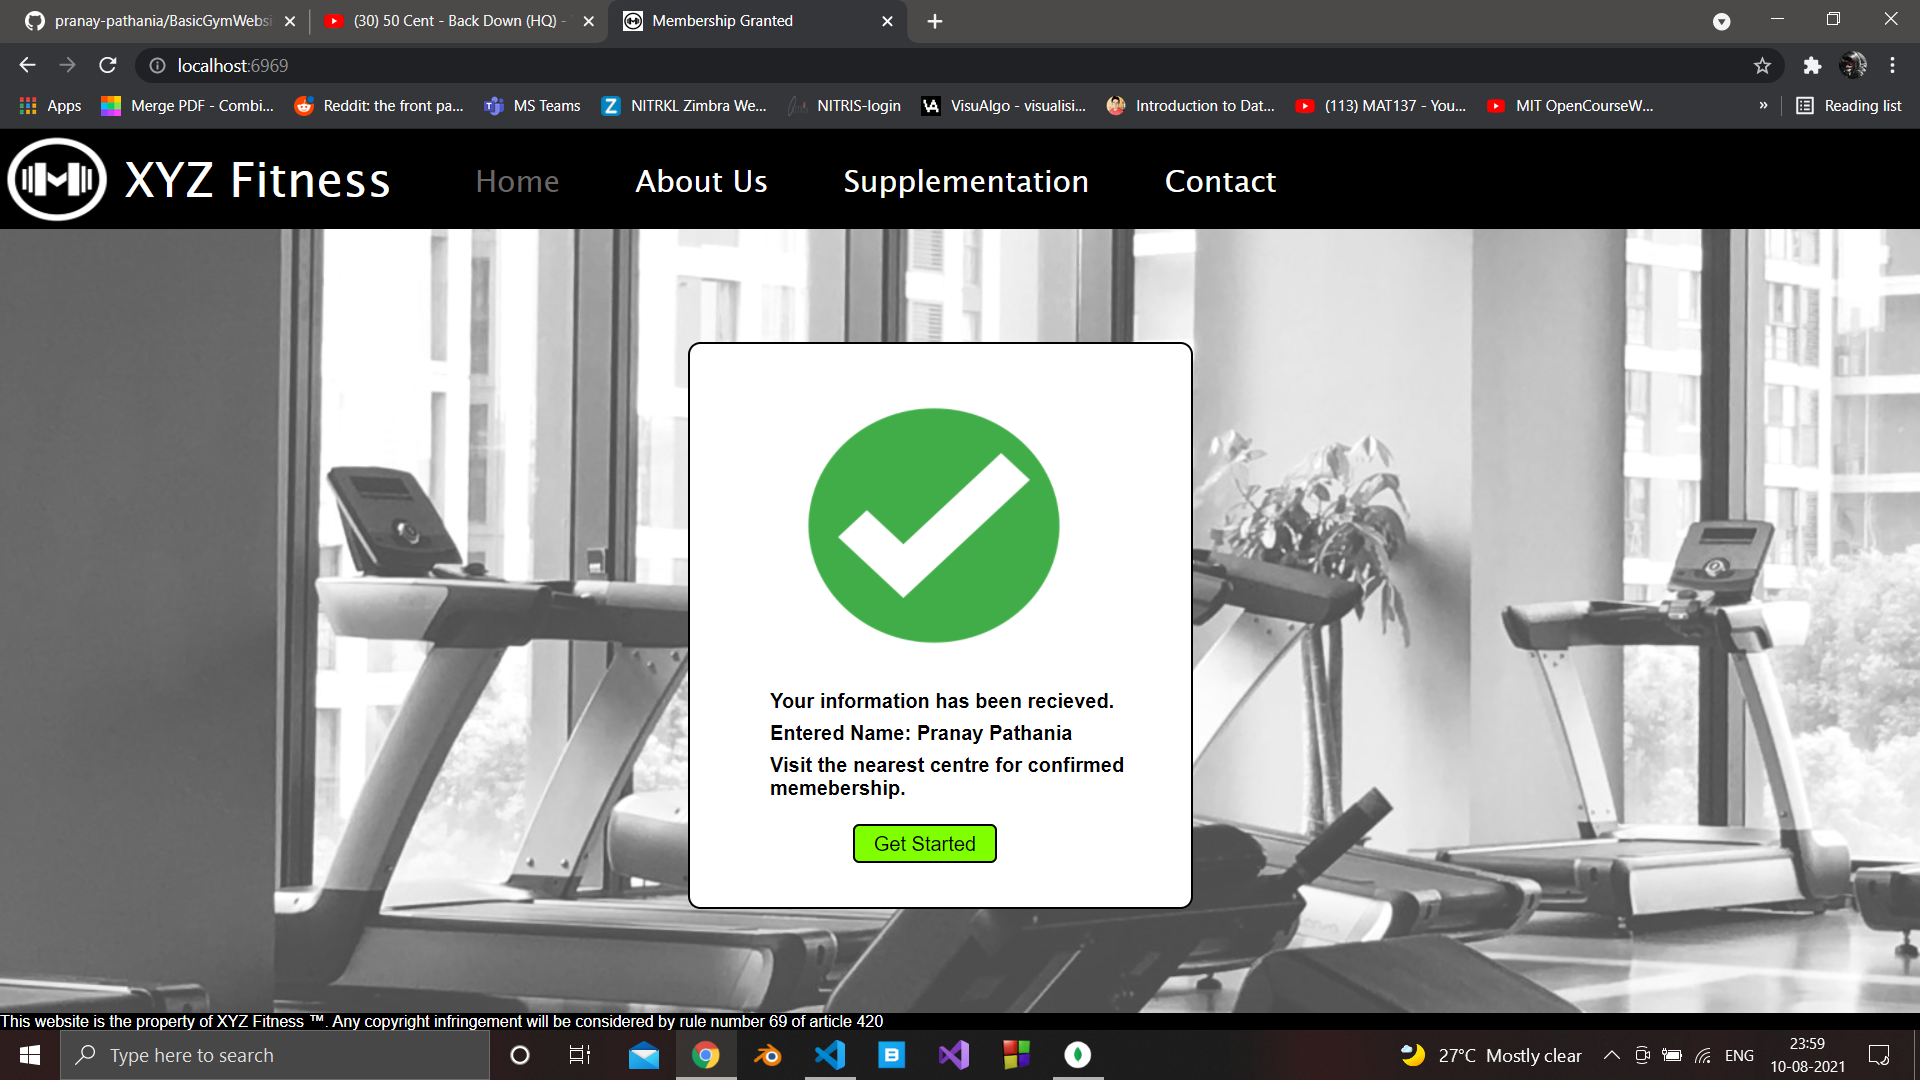 pranay-pathania/BasicGymWebsi
(30) 50 Cent - Back Down (HQ) -
Membership Granted
localhost:6969
Apps
Merge PDF - Combi...
Reddit: the front pa...
MS Teams
NITRKL Zimbra We...
NITRIS-login
VisuAlgo - visualisi...
Introduction to Dat...
(113) MAT137 - You...
MIT OpenCourseW...
»
Reading list
XYZ Fitness
Home
About Us
Supplementation
Contact
Your information has been recieved.
Entered Name: Pranay Pathania
Visit the nearest centre for confirmed
memebership.
Get Started
This website is the property of XYZ Fitness ™. Any copyright infringement will be considered by rule number 69 of article 420
Type here to search
27°C Mostly clear
ENG
23:59
10-08-2021